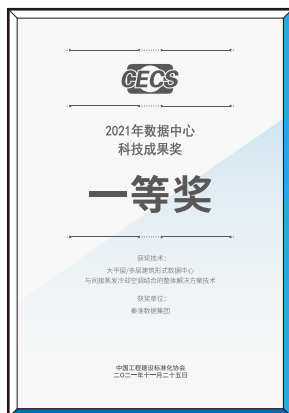 CECS
2021年数据中心
科技成果奖
一等奖
获奖技术：
大平层/多层建筑形式数据中心
与间接蒸发冷却空调结合的整体解决方案技术
获奖单位：
秦淮数据集团
中国工程建设标准化协会
二〇二一年十一月二十五日